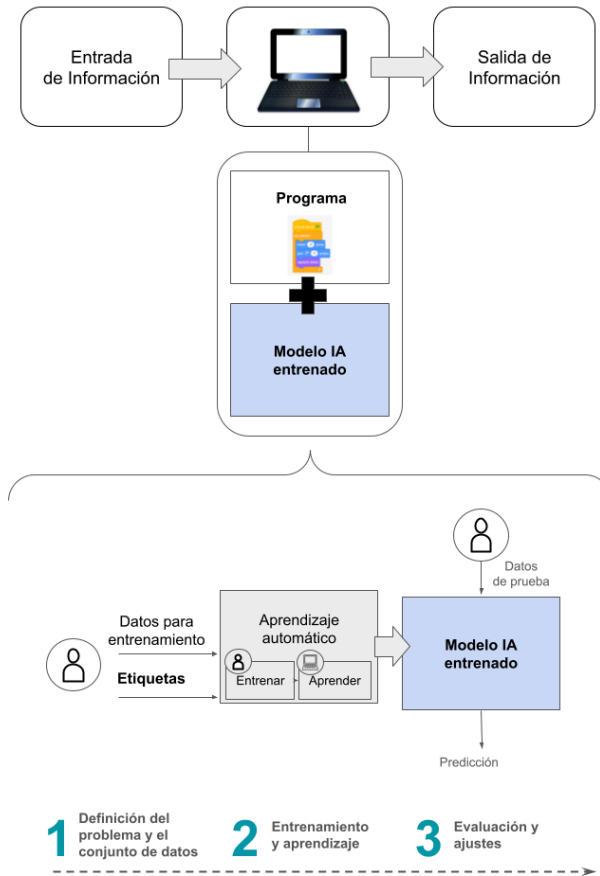 Entrada
de Información
Salida de
Información
Programa
Modelo IA
entrenado
Datos
de prueba
Datos para
entrenamiento
Etiquetas
Aprendizaje
automático
Entrenar
Aprender
Modelo IA
entrenado
Predicción
1
Definición del
problema y el
conjunto de datos
2
Entrenamiento
y aprendizaje
3
Evaluación y
ajustes